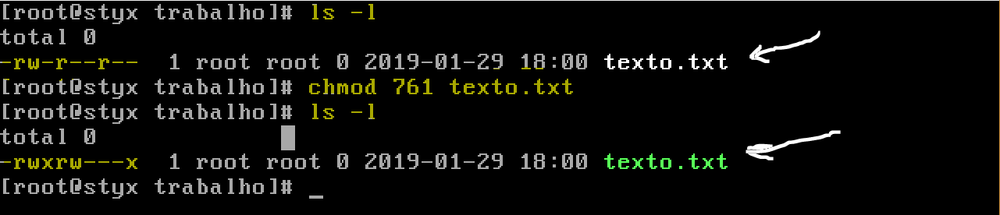 [root@styx trabalho]# ls -l
total 0
-rw-r--r--  1 root root 0 2019-01-29 18:00 texto.txt
[root@styx trabalho]# chmod 761 texto.txt
[root@styx trabalho]# ls -l
total 0
-rwxrw---x  1 root root 0 2019-01-29 18:00 texto.txt
[root@styx trabalho]# _